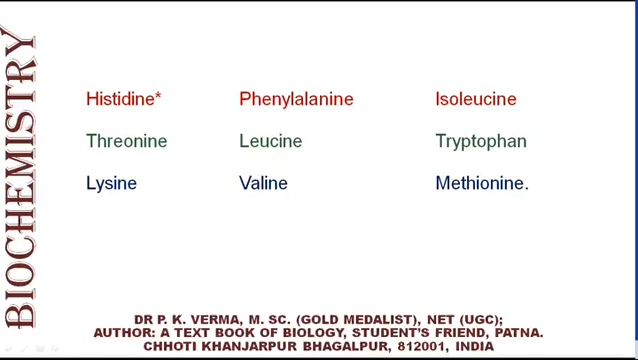 BIOCHEMISTRY
Histidine* Phenylalanine Isoleucine
Threonine Leucine Tryptophan
Lysine Valine Methionine.
DR P. K. VERMA, M. SC. (GOLD MEDALIST), NET (UGC);
AUTHOR: A TEXT BOOK OF BIOLOGY, STUDENT'S FRIEND, PATNA.
CHHOTI KHANJARPUR BHAGALPUR, 812001, INDIA